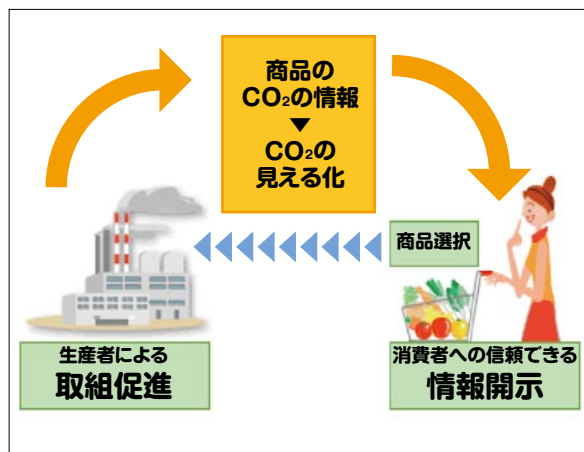 商品の
CO₂の情報
▼
CO₂の
見える化
商品選択
生産者による
取組促進
消費者への信頼できる
情報開示